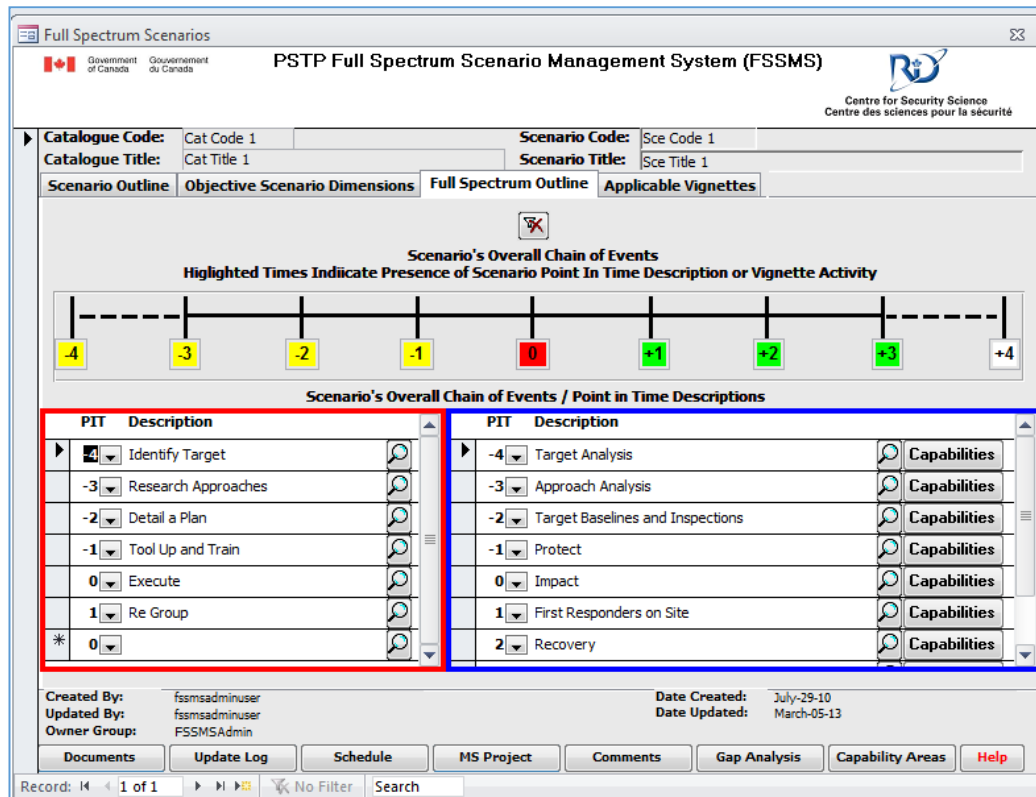 Full Spectrum Scenarios
Government of Canada Gouvernement du Canada
PSTP Full Spectrum Scenario Management System (FSSMS)
Centre for Security Science
Centre des sciences pour la sécurité
Catalogue Code: Cat Code 1 Scenario Code: Sce Code 1
Catalogue Title: Cat Title 1 Scenario Title: Sce Title 1
Scenario Outline Objective Scenario Dimensions Full Spectrum Outline Applicable Vignettes
Scenario's Overall Chain of Events
Higlighted Times Indiicate Presence of Scenario Point In Time Description or Vignette Activity
-4 -3 -2 -1 0 +1 +2 +3 +4
Scenario's Overall Chain of Events / Point in Time Descriptions
PIT Description PIT Description
-4 Identify Target -4 Target Analysis Capabilities
-3 Research Approaches -3 Approach Analysis Capabilities
-2 Detail a Plan -2 Target Baselines and Inspections Capabilities
-1 Tool Up and Train -1 Protect Capabilities
0 Execute 0 Impact Capabilities
1 Re Group 1 First Responders on Site Capabilities
* 0 2 Recovery Capabilities
Created By: fssmsadminuser Date Created: July-29-10
Updated By: fssmsadminuser Date Updated: March-05-13
Owner Group: FSSMSAdmin
Documents Update Log Schedule MS Project Comments Gap Analysis Capability Areas Help
Record: 1 of 1 No Filter Search